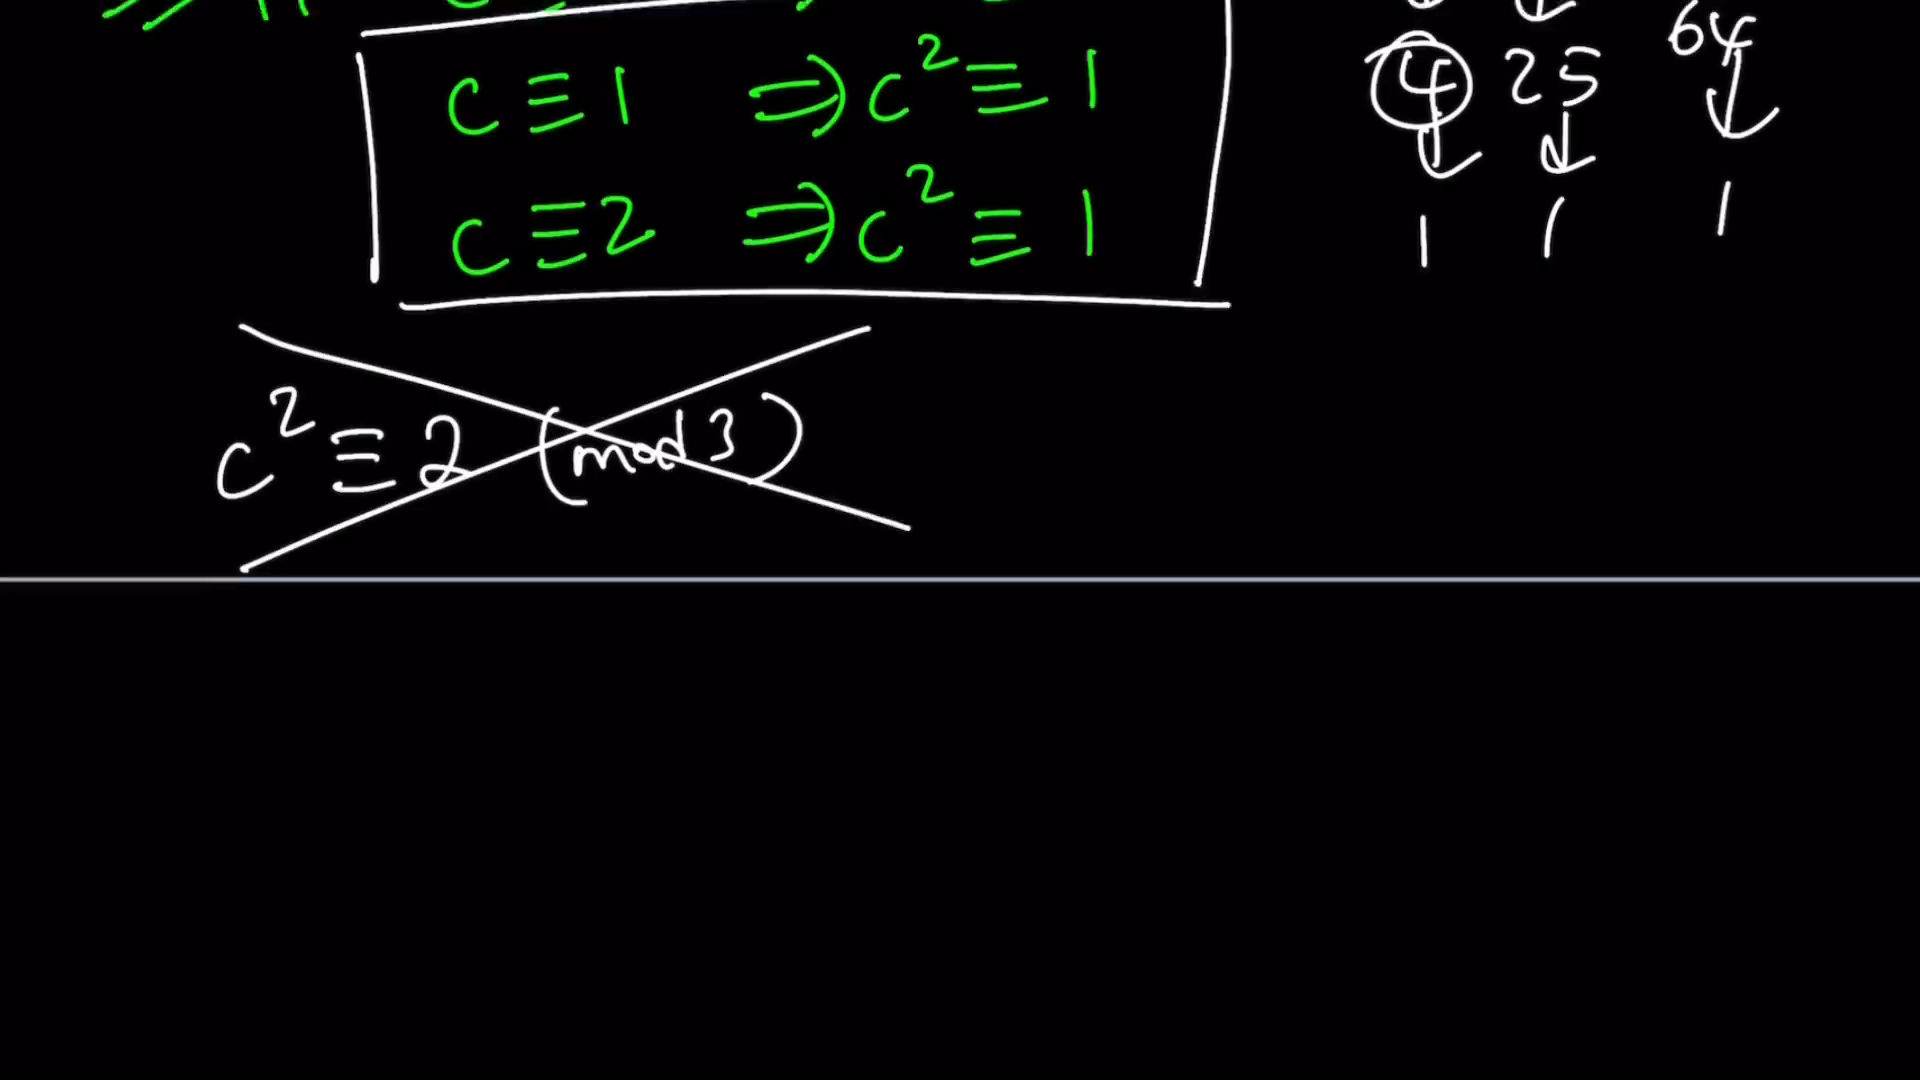 c ≡ 1 ⇒ c² ≡ 1
c ≡ 2 ⇒ c² ≡ 1
c² ≡ 2 (mod 3)
64
4 25
1 1 1